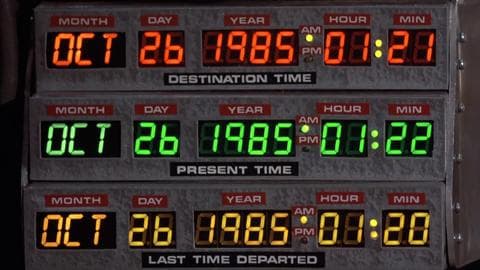 MONTH DAY YEAR AM PM HOUR MIN
OCT 26 1985 01:21
DESTINATION TIME
MONTH DAY YEAR AM PM HOUR MIN
OCT 26 1985 01:22
PRESENT TIME
MONTH DAY YEAR AM PM HOUR MIN
OCT 26 1985 01:20
LAST TIME DEPARTED